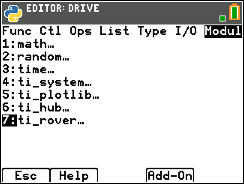 EDITOR: DRIVE
Func Ctl Ops List Type I/O Modul
1:math…
2:random…
3:time…
4:ti_system…
5:ti_plotlib…
6:ti_hub…
7:ti_rover…
Esc Help Add-On